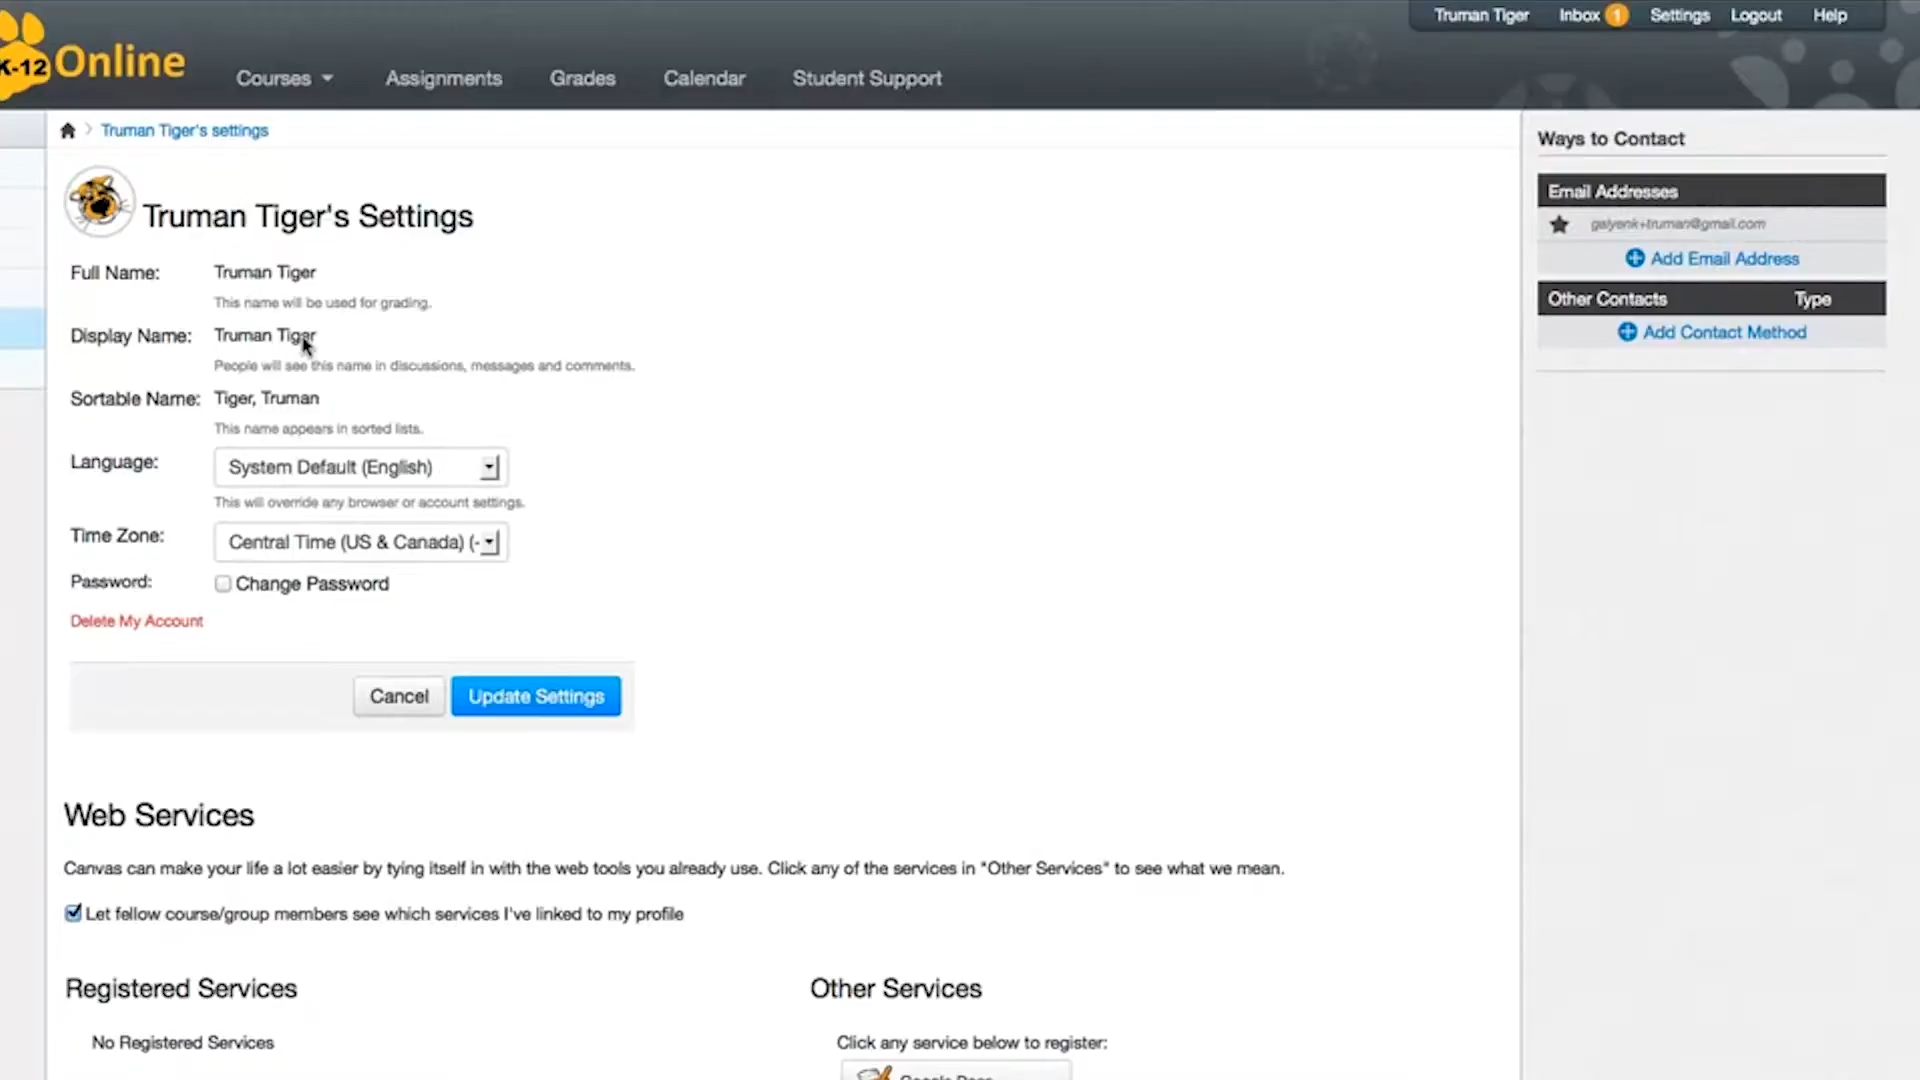 Truman Tiger Inbox 1 Settings Logout Help
K-12 Online
Courses Assignments Grades Calendar Student Support
Truman Tiger's settings
Truman Tiger's Settings
Full Name: Truman Tiger
This name will be used for grading.
Display Name: Truman Tiger
People will see this name in discussions, messages and comments.
Sortable Name: Tiger, Truman
This name appears in sorted lists.
Language: System Default (English)
This will override any browser or account settings.
Time Zone: Central Time (US & Canada) (-
Password: Change Password
Delete My Account
Cancel Update Settings
Web Services
Canvas can make your life a lot easier by tying itself in with the web tools you already use. Click any of the services in "Other Services" to see what we mean.
Let fellow course/group members see which services I've linked to my profile
Registered Services
No Registered Services
Other Services
Click any service below to register:
Google Docs
Ways to Contact
Email Addresses
galyenk+truman@gmail.com
Add Email Address
Other Contacts Type
Add Contact Method